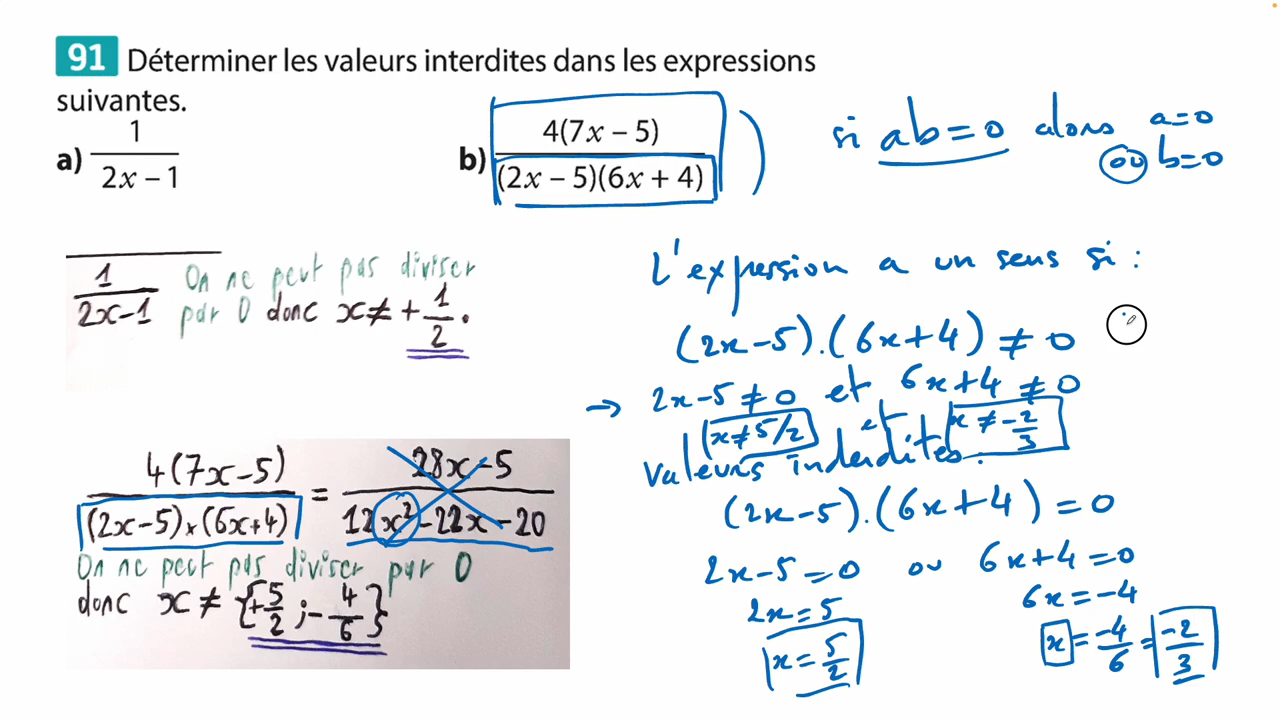 91 Déterminer les valeurs interdites dans les expressions
suivantes.
a) 1/(2x − 1)
b) 4(7x − 5)/((2x − 5)(6x + 4))
)
si ab = 0 alors a=0
ou b=0
1/(2x-1) On ne peut pas diviser
par 0 donc x ≠ + 1/2.
4(7x-5)/((2x-5)×(6x+4)) = (28x-5)/(12x²-22x-20)
On ne peut pas diviser par 0
donc x ≠ {+5/2 ; -4/6}
L'expression a un sens si :
(2x-5).(6x+4) ≠ 0
→ 2x-5 ≠ 0 et 6x+4 ≠ 0
x ≠ 5/2 et x ≠ -2/3
Valeurs interdites :
(2x-5).(6x+4) = 0
2x-5 = 0 ou 6x+4 = 0
2x = 5
x = 5/2
6x = -4
x = -4/6 = -2/3